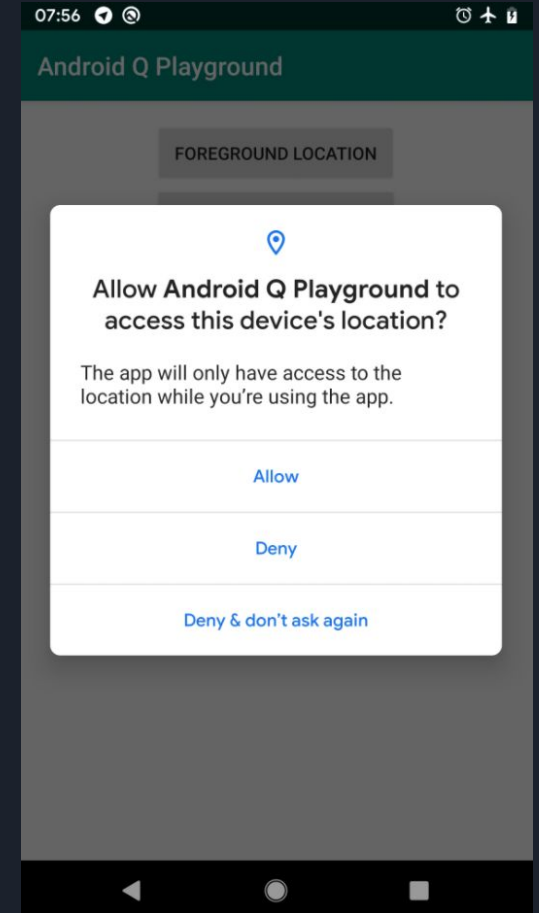 07:56
Android Q Playground
FOREGROUND LOCATION
Allow Android Q Playground to
access this device's location?
The app will only have access to the
location while you're using the app.
Allow
Deny
Deny & don't ask again